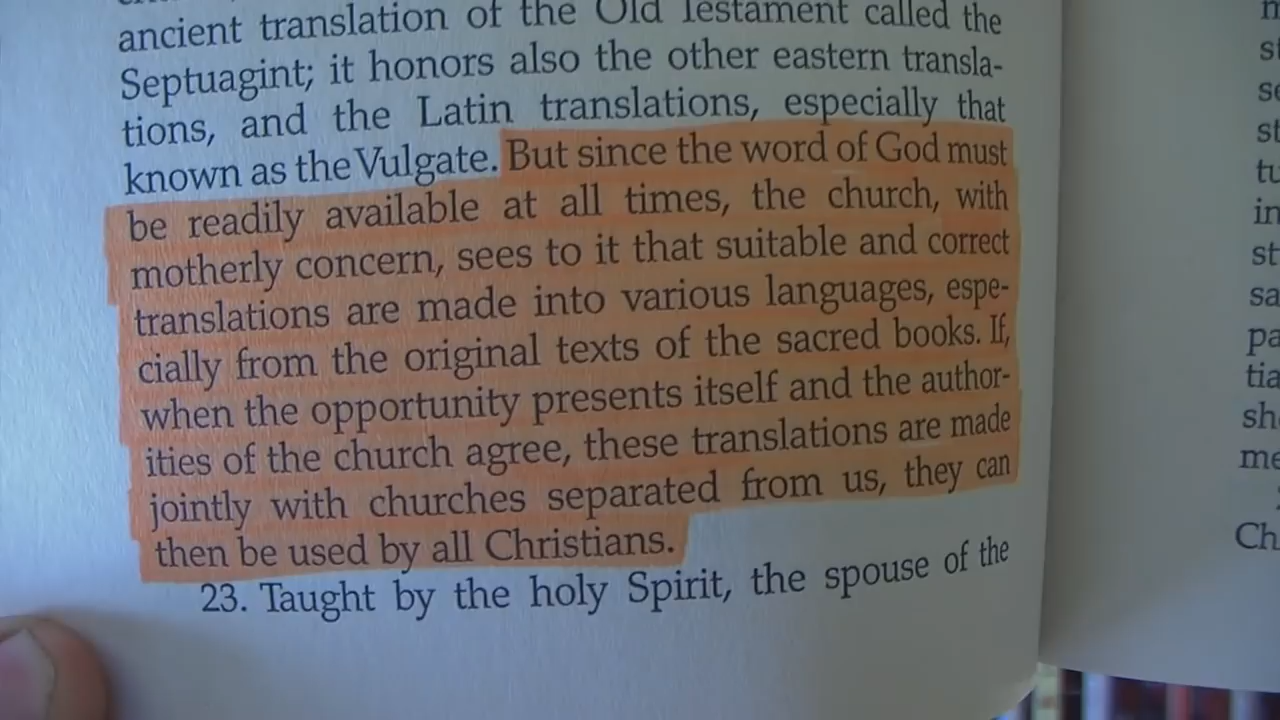 ancient translation of the Old Testament called the
Septuagint; it honors also the other eastern transla-
tions, and the Latin translations, especially that
known as the Vulgate. But since the word of God must
be readily available at all times, the church, with
motherly concern, sees to it that suitable and correct
translations are made into various languages, espe-
cially from the original texts of the sacred books. If,
when the opportunity presents itself and the author-
ities of the church agree, these translations are made
jointly with churches separated from us, they can
then be used by all Christians.
23. Taught by the holy Spirit, the spouse of the